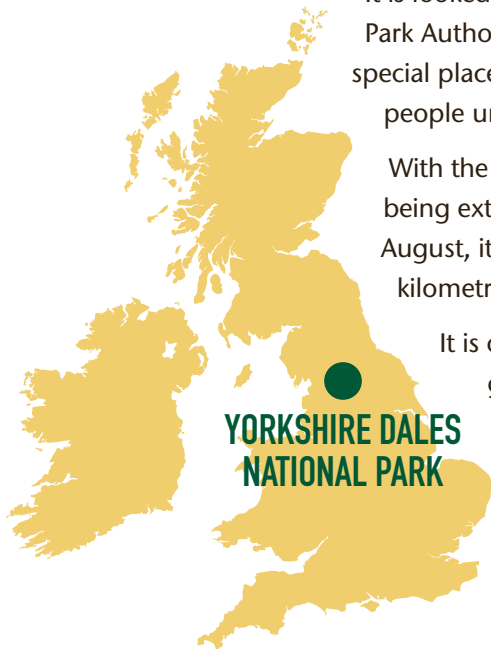 It is looked
Park Autho
special place
people u
With the
being ext
August, it
kilometr
It is
YORKSHIRE DALES
NATIONAL PARK